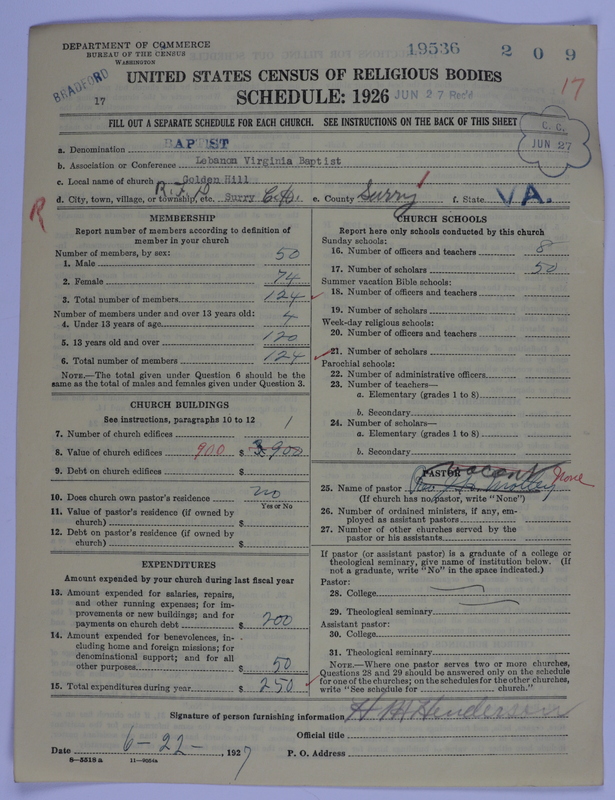 DEPARTMENT OF COMMERCE
BUREAU OF THE CENSUS
WASHINGTON
19536 209
BRADFORD
17
UNITED STATES CENSUS OF RELIGIOUS BODIES
SCHEDULE: 1926 JUN 27 Rec'd
17
FILL OUT A SEPARATE SCHEDULE FOR EACH CHURCH. SEE INSTRUCTIONS ON THE BACK OF THIS SHEET
C. C.
JUN 27
a. Denomination BAPTIST
b. Association or Conference Lebanon Virginia Baptist
c. Local name of church Golden Hill
d. City, town, village, or township, etc. R.F.D. Surry C.H. e. County Surry f. State VA.
R
MEMBERSHIP
Report number of members according to definition of
member in your church
Number of members, by sex:
1. Male 50
2. Female 74
3. Total number of members 124
Number of members under and over 13 years old:
4. Under 13 years of age 4
5. 13 years old and over 120
6. Total number of members 124
NOTE.—The total given under Question 6 should be the
same as the total of males and females given under Question 3.
CHURCH BUILDINGS
See instructions, paragraphs 10 to 12
7. Number of church edifices 1
8. Value of church edifices 900 $ 900
9. Debt on church edifices $
10. Does church own pastor's residence no
Yes or No
11. Value of pastor's residence (if owned by
church) $
12. Debt on pastor's residence (if owned by
church) $
EXPENDITURES
Amount expended by your church during last fiscal year
13. Amount expended for salaries, repairs,
and other running expenses; for im-
provements or new buildings; and for
payments on church debt $ 200
14. Amount expended for benevolences, in-
cluding home and foreign missions; for
denominational support; and for all
other purposes $ 50
15. Total expenditures during year $ 250
CHURCH SCHOOLS
Report here only schools conducted by this church
Sunday schools:
16. Number of officers and teachers 8
17. Number of scholars 50
Summer vacation Bible schools:
18. Number of officers and teachers
19. Number of scholars
Week-day religious schools:
20. Number of officers and teachers
21. Number of scholars
Parochial schools:
22. Number of administrative officers
23. Number of teachers—
a. Elementary (grades 1 to 8)
b. Secondary
24. Number of scholars—
a. Elementary (grades 1 to 8)
b. Secondary
PASTOR
vacant
25. Name of pastor Rev. None
(If church has no pastor, write "None")
26. Number of ordained ministers, if any, em-
ployed as assistant pastors
27. Number of other churches served by the
pastor or his assistants
If pastor (or assistant pastor) is a graduate of a college or
theological seminary, give name of institution below. (If
not a graduate, write "No" in the space indicated.)
Pastor:
28. College
29. Theological seminary
Assistant pastor:
30. College
31. Theological seminary
NOTE.—Where one pastor serves two or more churches,
Questions 28 and 29 should be answered only on the schedule
for one of the churches; on the schedules for the other churches,
write "See schedule for church."
Signature of person furnishing information H H Henderson
Official title
Date 6-22-, 1927 P. O. Address
8—5518 a 11—9054a